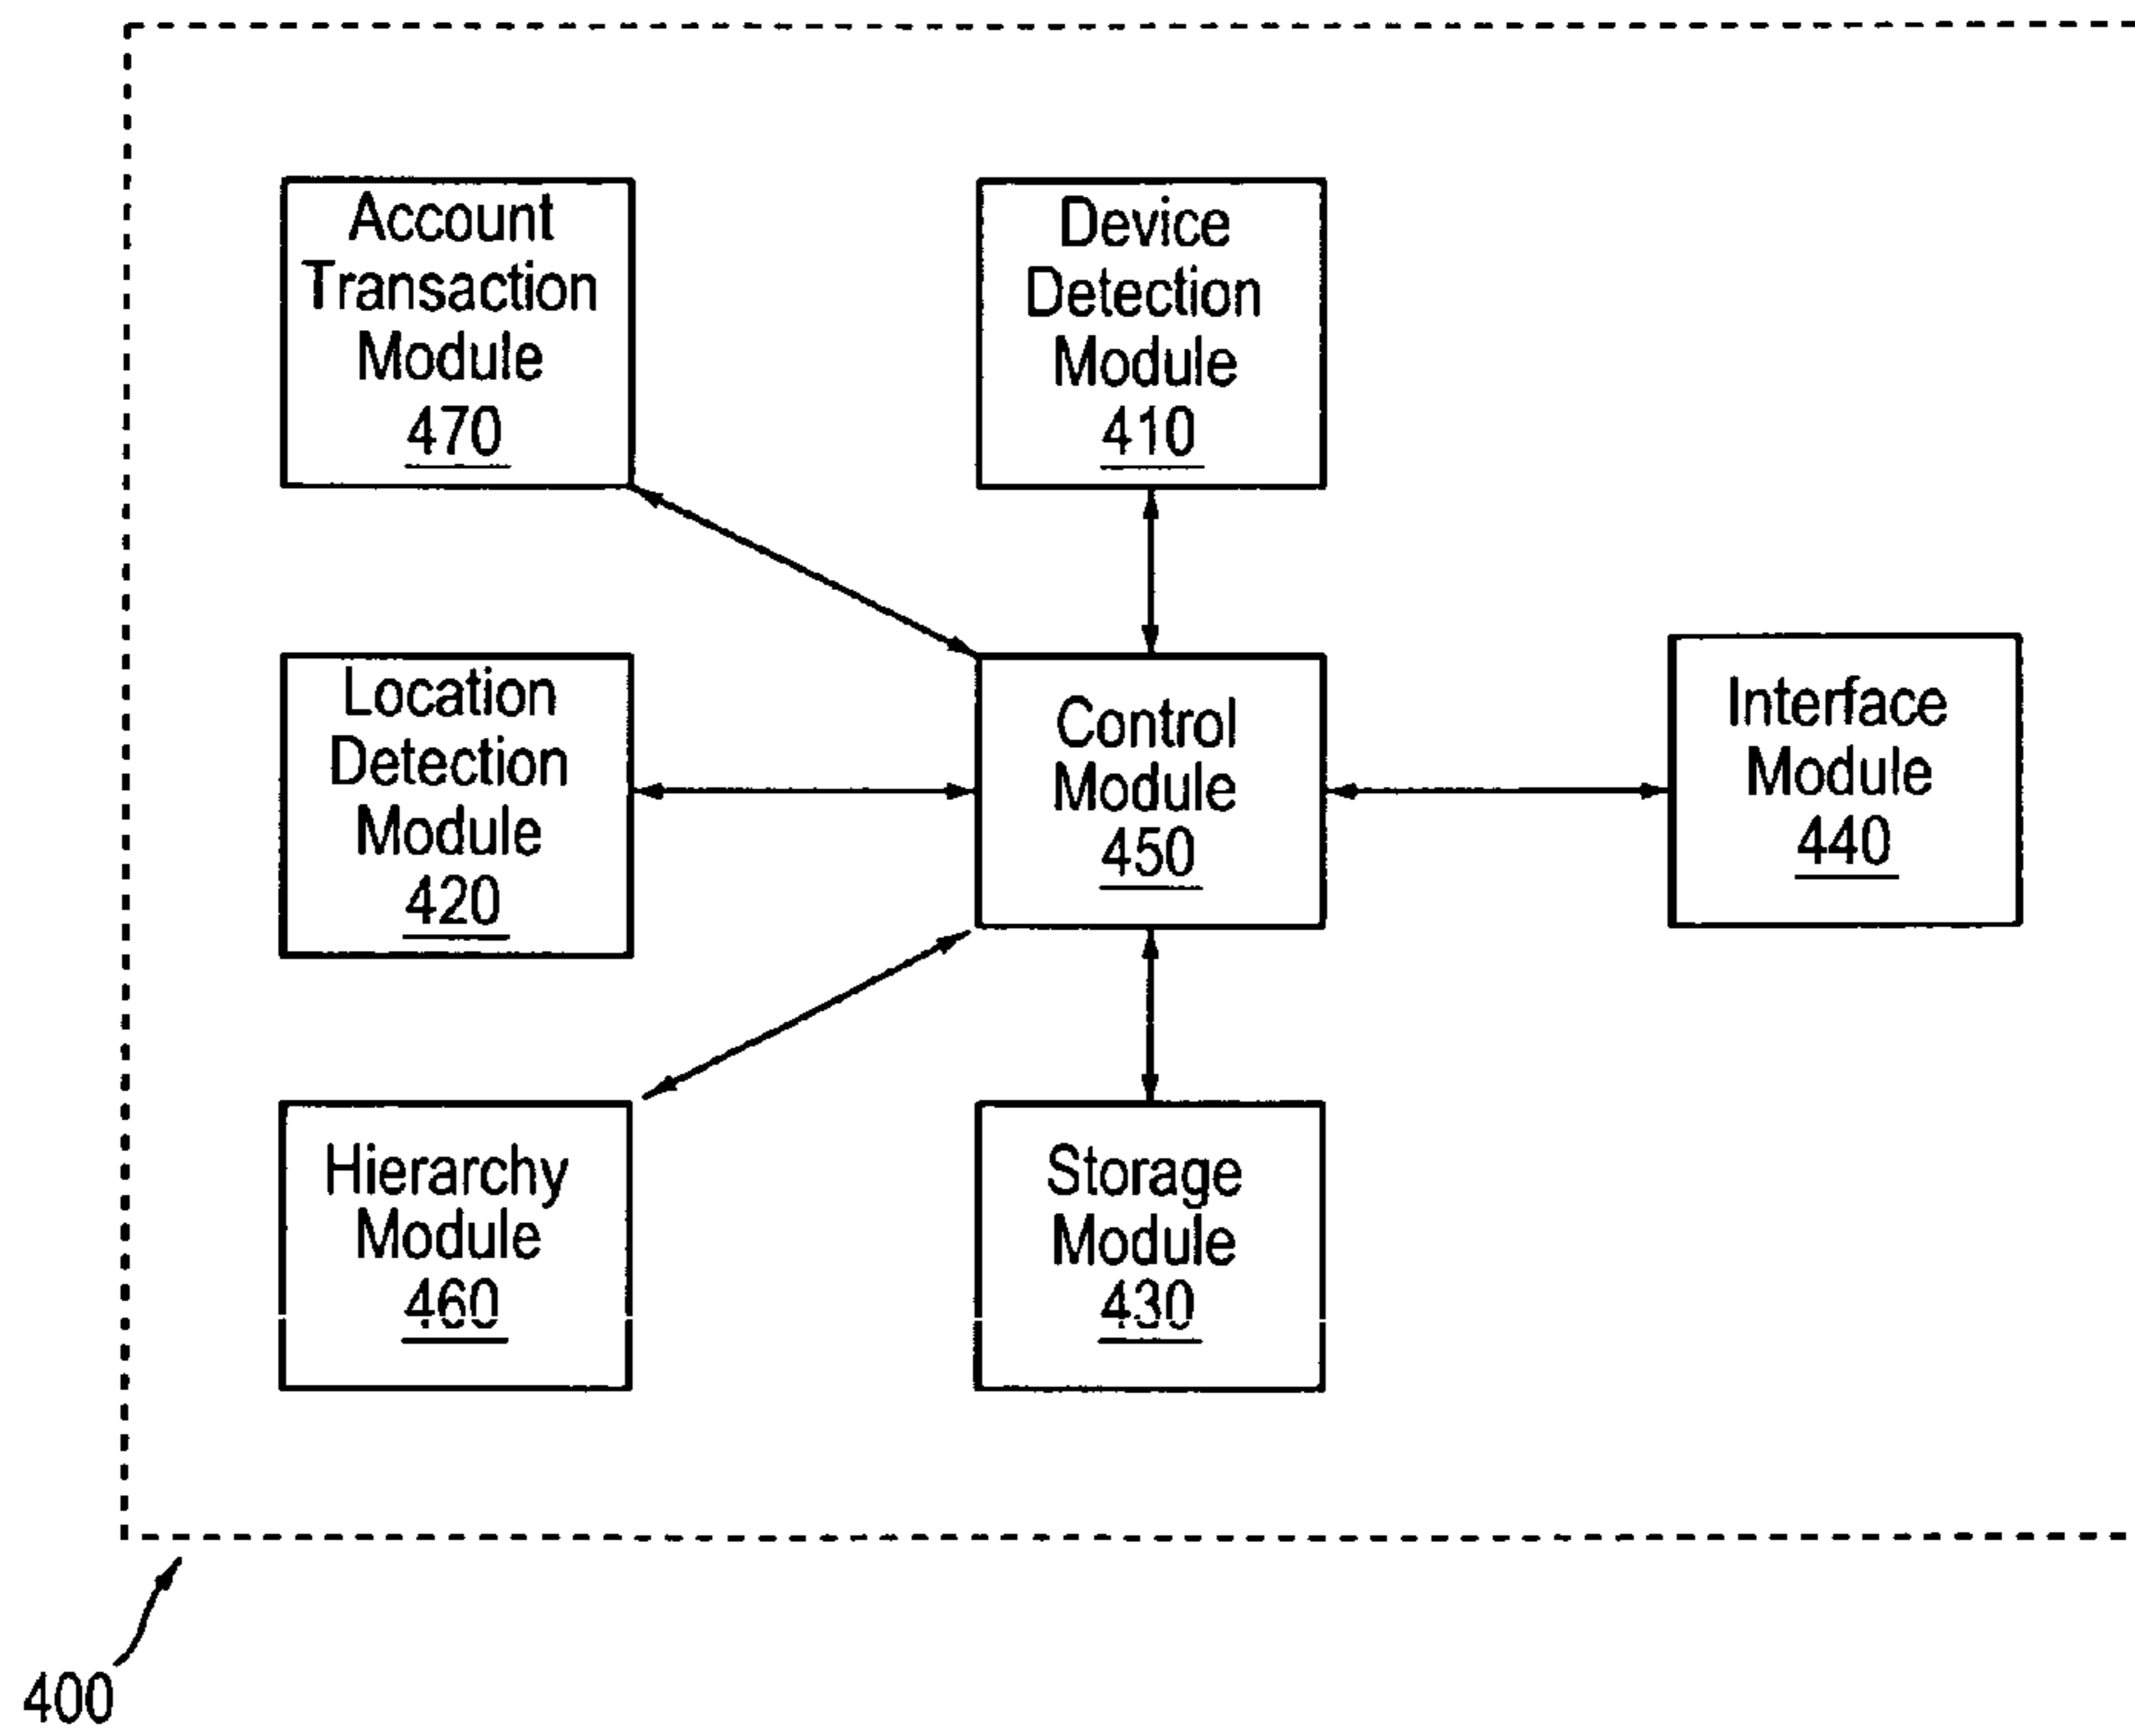 Account
Transaction
Module
470
Device
Detection
Module
410
Location
Detection
Module
420
Control
Module
450
Interface
Module
440
Hierarchy
Module
460
Storage
Module
430
400